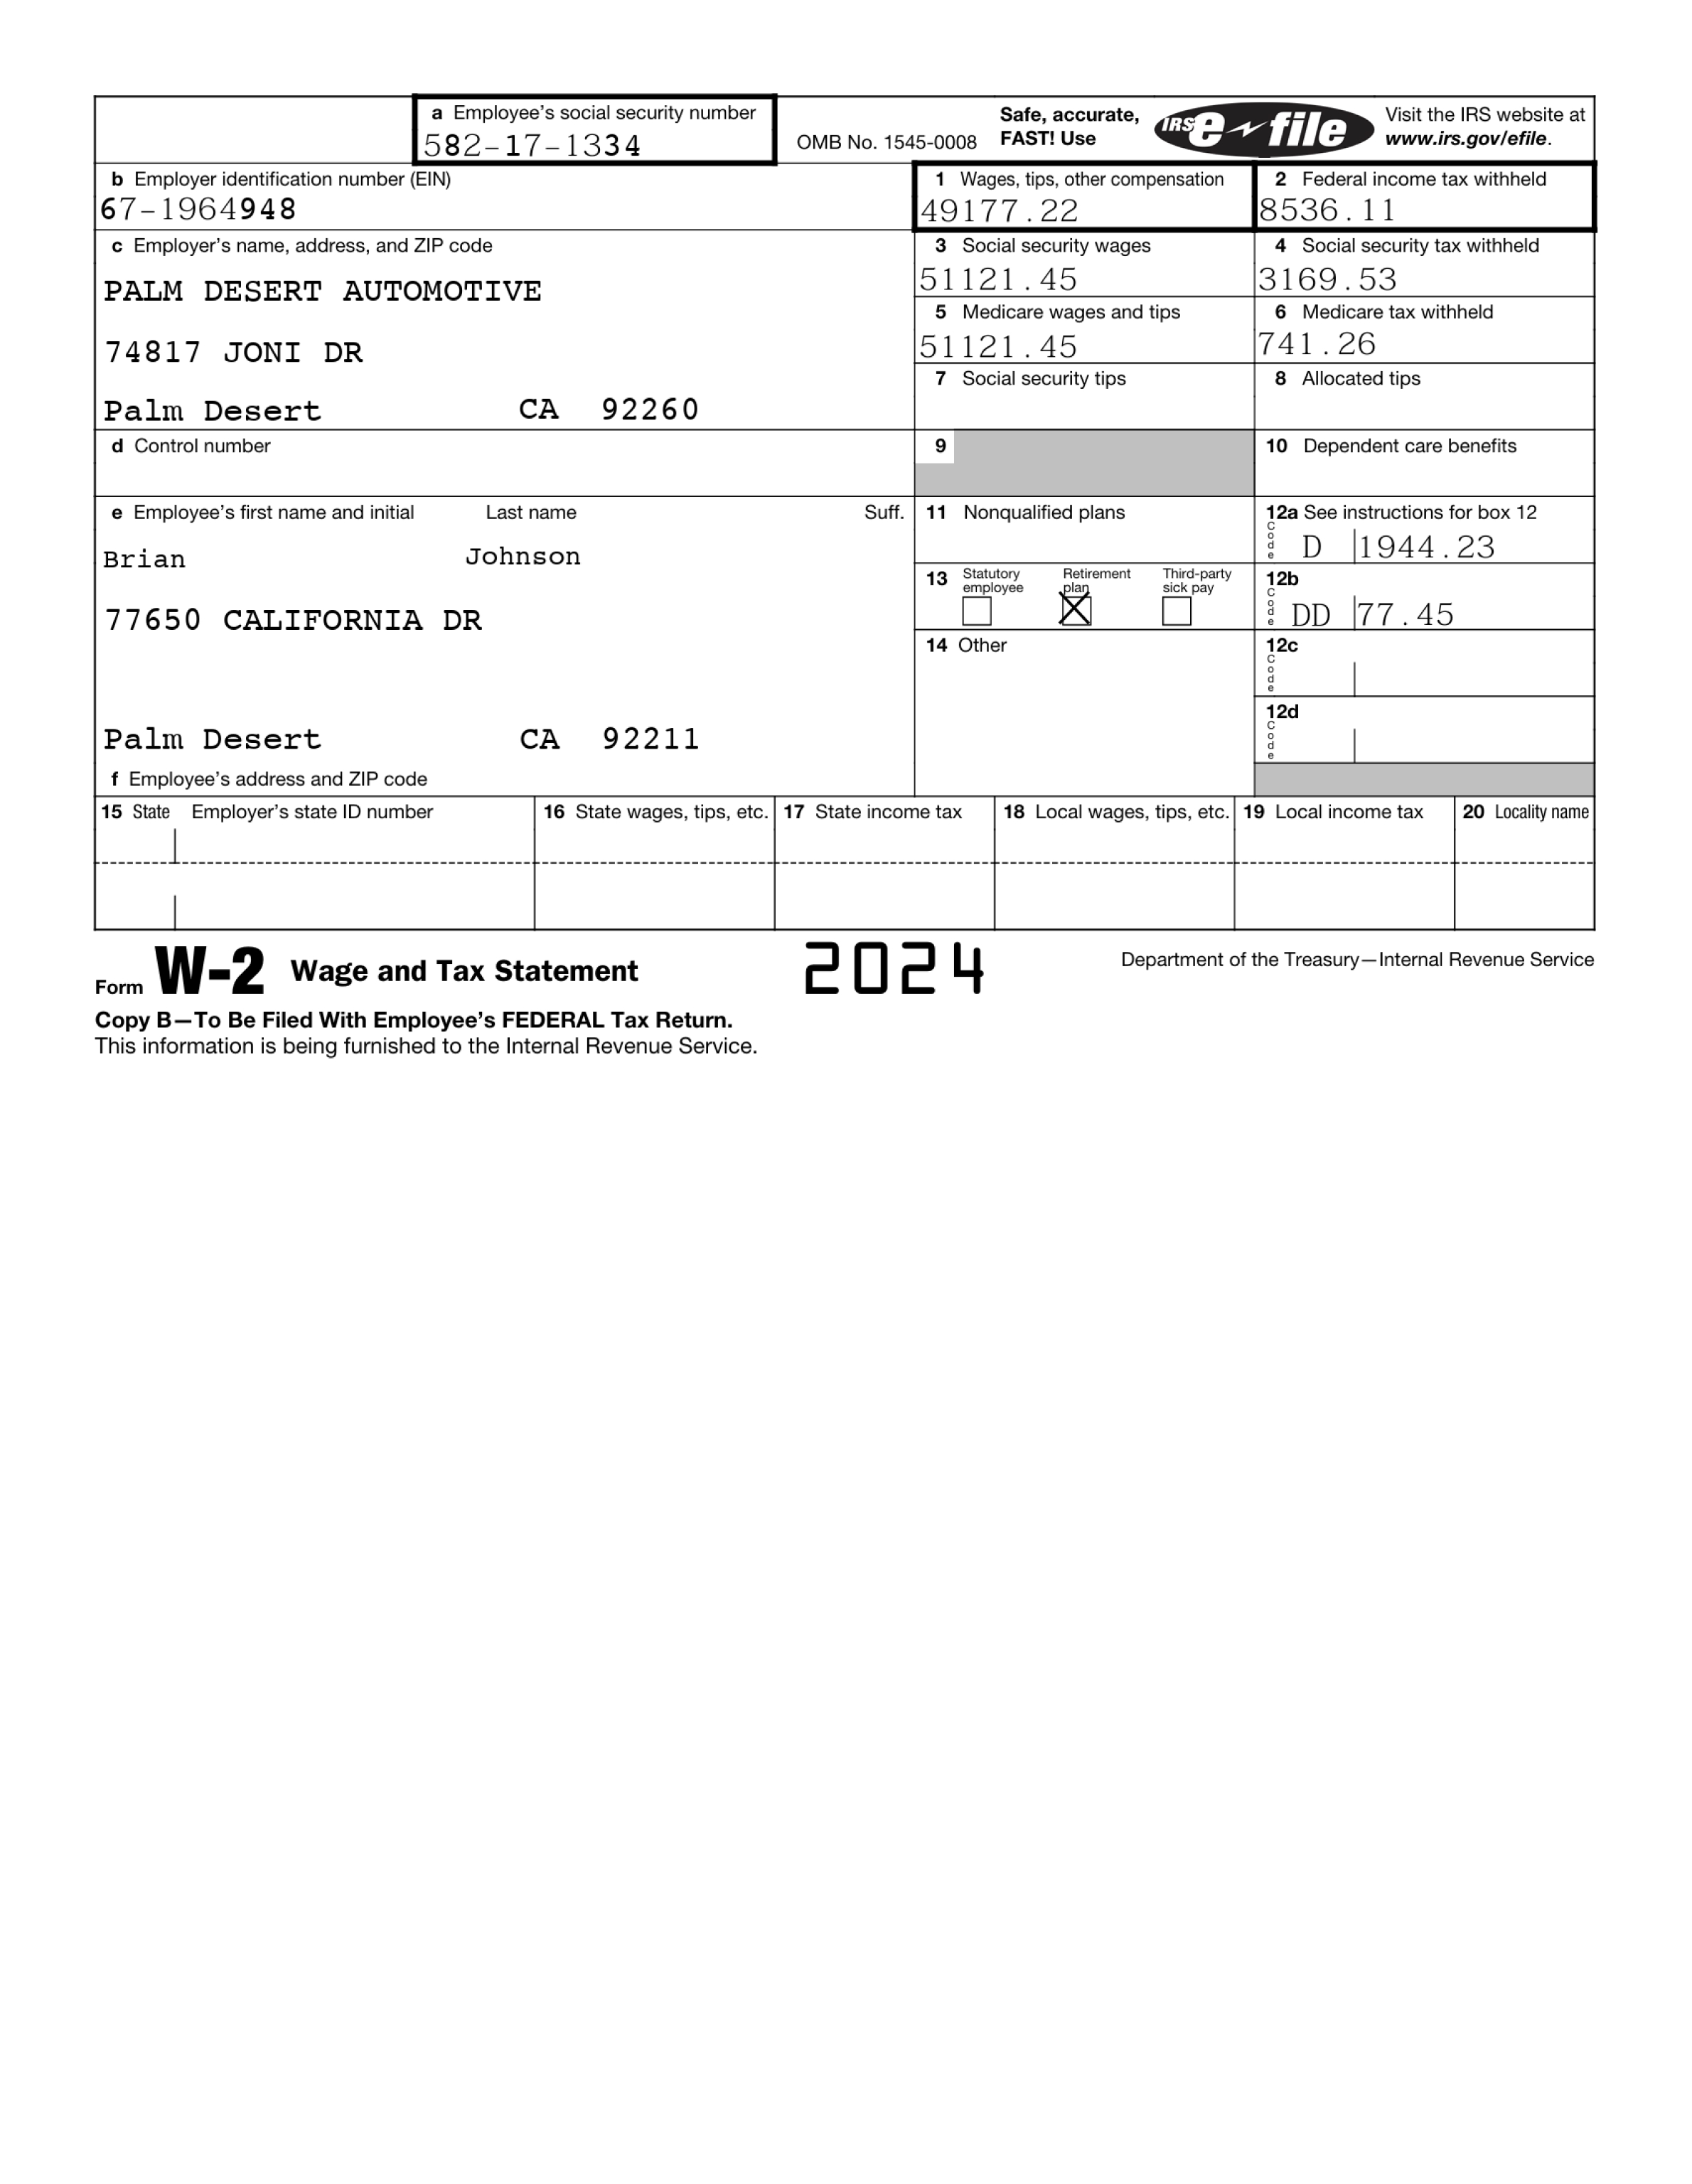 a Employee's social security number
582-17-1334
OMB No. 1545-0008
Safe, accurate,
FAST! Use
IRS e-file
Visit the IRS website at
www.irs.gov/efile.
b Employer identification number (EIN)
67-1964948
1 Wages, tips, other compensation
49177.22
2 Federal income tax withheld
8536.11
c Employer's name, address, and ZIP code
PALM DESERT AUTOMOTIVE
74817 JONI DR
Palm Desert CA 92260
3 Social security wages
51121.45
4 Social security tax withheld
3169.53
5 Medicare wages and tips
51121.45
6 Medicare tax withheld
741.26
7 Social security tips
8 Allocated tips
d Control number
9
10 Dependent care benefits
e Employee's first name and initial Last name Suff.
Brian Johnson
77650 CALIFORNIA DR
Palm Desert CA 92211
f Employee's address and ZIP code
11 Nonqualified plans
12a See instructions for box 12
Code D 1944.23
13 Statutory employee Retirement plan Third-party sick pay
12b
Code DD 77.45
14 Other
12c
Code
12d
Code
15 State Employer's state ID number 16 State wages, tips, etc. 17 State income tax 18 Local wages, tips, etc. 19 Local income tax 20 Locality name
Form W-2 Wage and Tax Statement 2024 Department of the Treasury—Internal Revenue Service
Copy B—To Be Filed With Employee's FEDERAL Tax Return.
This information is being furnished to the Internal Revenue Service.